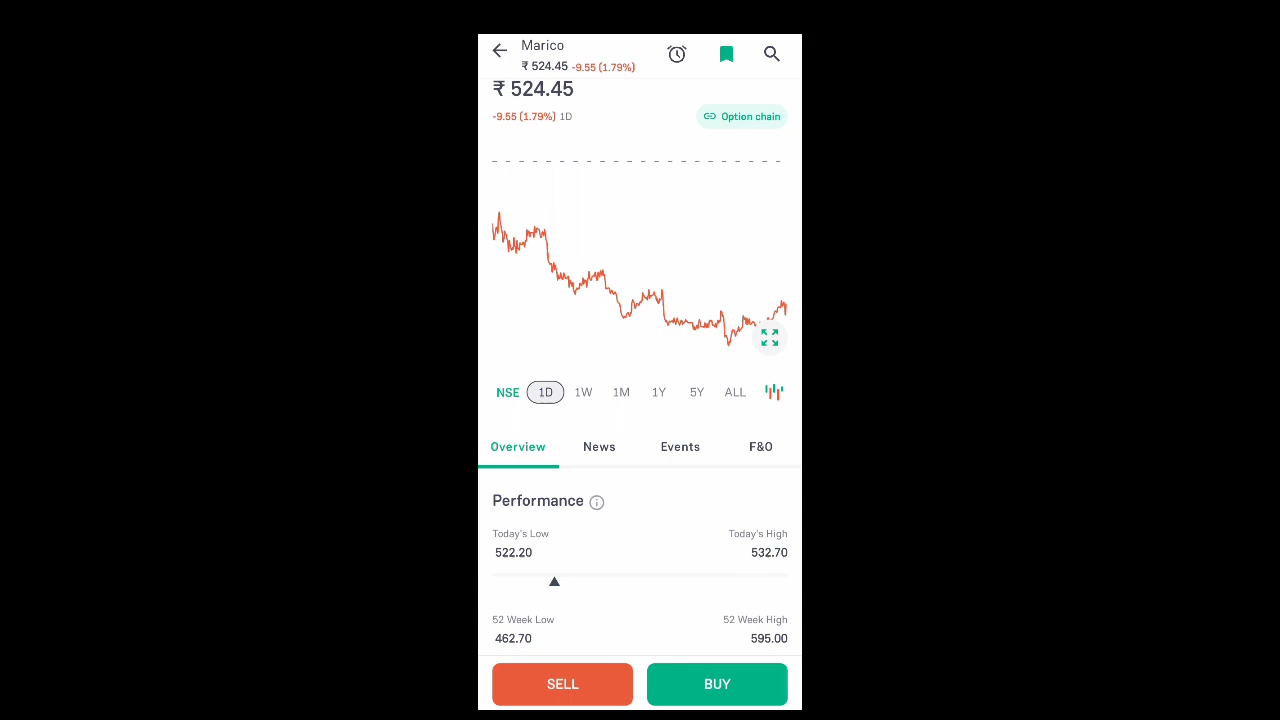 Marico
₹ 524.45 -9.55 (1.79%)
₹ 524.45
-9.55 (1.79%) 1D
Option chain
NSE 1D 1W 1M 1Y 5Y ALL
Overview News Events F&O
Performance
Today's Low Today's High
522.20 532.70
52 Week Low 52 Week High
462.70 595.00
SELL BUY